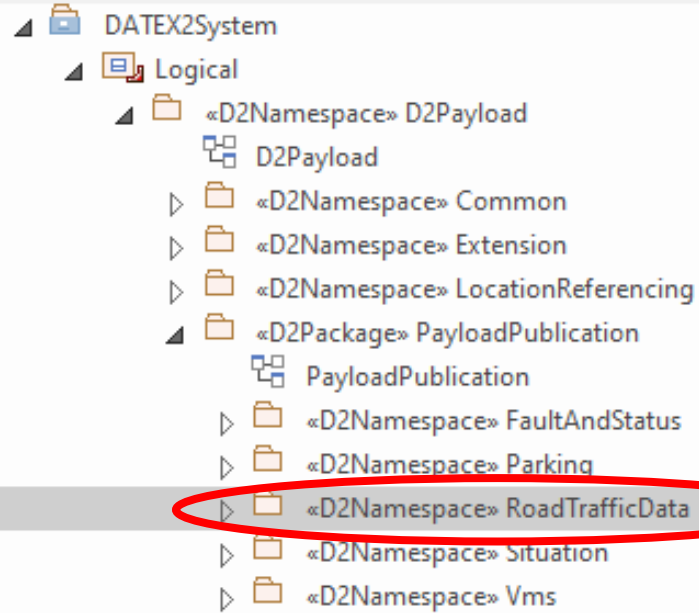 DATEX2System
Logical
«D2Namespace» D2Payload
D2Payload
«D2Namespace» Common
«D2Namespace» Extension
«D2Namespace» LocationReferencing
«D2Package» PayloadPublication
PayloadPublication
«D2Namespace» FaultAndStatus
«D2Namespace» Parking
«D2Namespace» RoadTrafficData
«D2Namespace» Situation
«D2Namespace» Vms